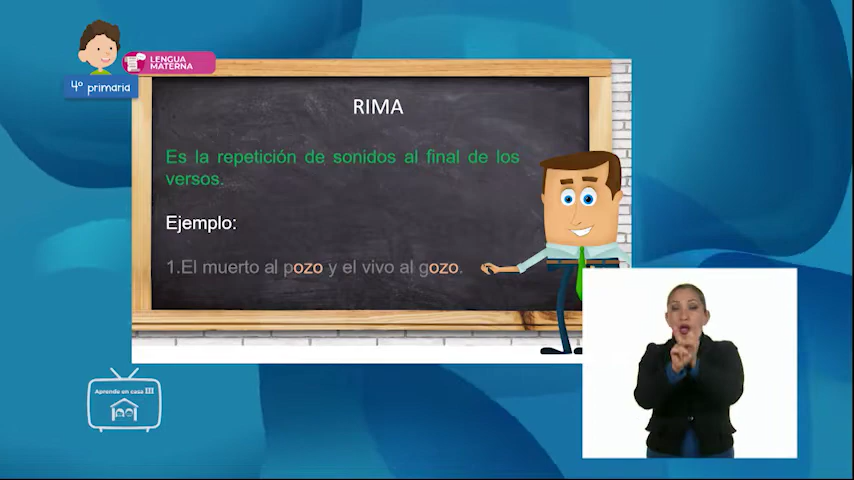 LENGUA
MATERNA
4º primaria
RIMA
Es la repetición de sonidos al final de los
versos.
Ejemplo:
1.El muerto al pozo y el vivo al gozo.
Aprende en casa III